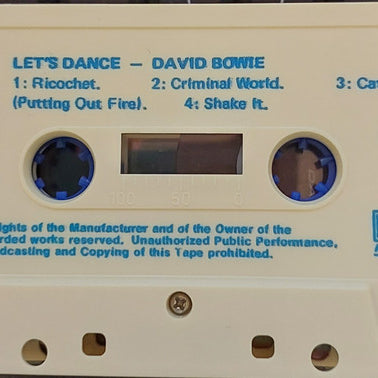 LET'S DANCE – DAVID BOWIE
1: Ricochet. 2: Criminal World. 3: Ca
(Putting Out Fire). 4: Shake It.
100 50 0
ights of the Manufacturer and of the Owner of the
rded works reserved. Unauthorized Public Performance,
dcasting and Copying of this Tape prohibited.